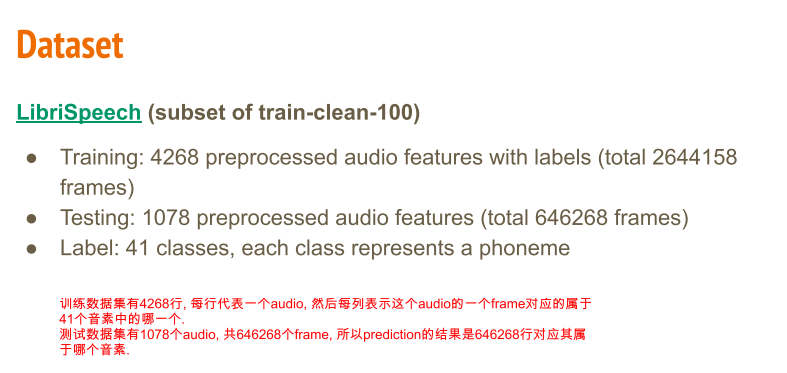 Dataset
LibriSpeech (subset of train-clean-100)
● Training: 4268 preprocessed audio features with labels (total 2644158
frames)
● Testing: 1078 preprocessed audio features (total 646268 frames)
● Label: 41 classes, each class represents a phoneme
训练数据集有4268行, 每行代表一个audio, 然后每列表示这个audio的一个frame对应的属于
41个音素中的哪一个.
测试数据集有1078个audio, 共646268个frame, 所以prediction的结果是646268行对应其属
于哪个音素.